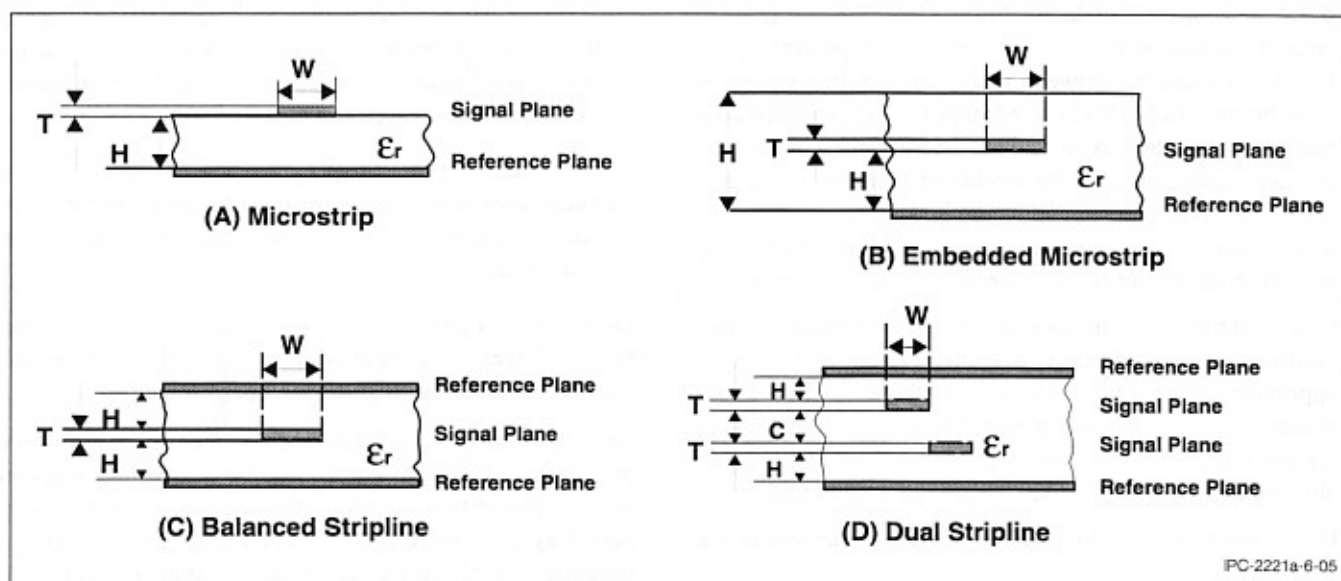 W
T
H
εr
Signal Plane
Reference Plane
(A) Microstrip
W
H
T
H
εr
Signal Plane
Reference Plane
(B) Embedded Microstrip
W
H
T
H
εr
Reference Plane
Signal Plane
Reference Plane
(C) Balanced Stripline
W
H
T
C
T
H
εr
Reference Plane
Signal Plane
Signal Plane
Reference Plane
(D) Dual Stripline
IPC-2221a-6-05